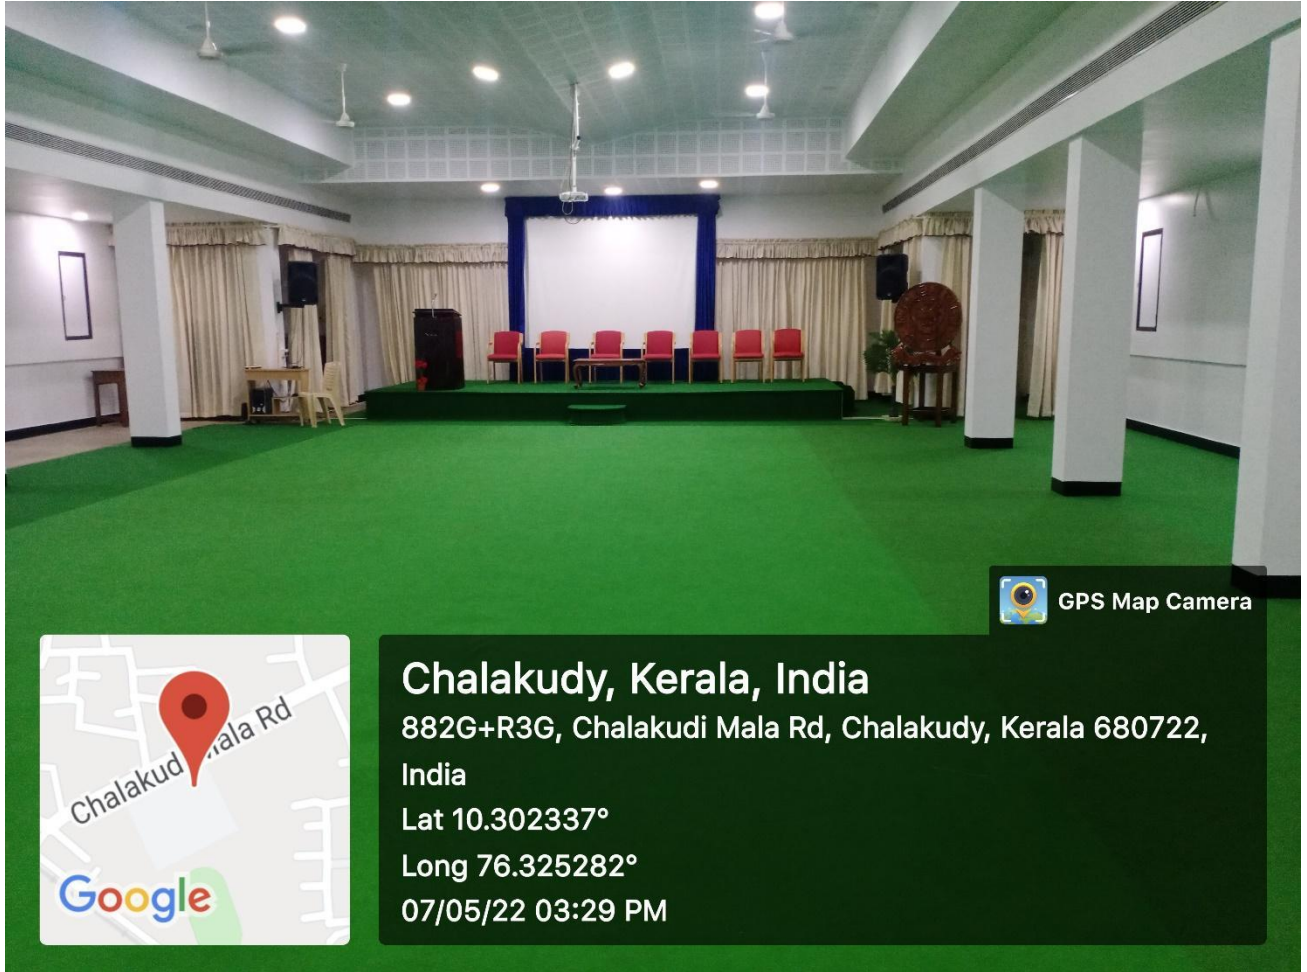 GPS Map Camera
Chalakudy, Kerala, India
882G+R3G, Chalakudi Mala Rd, Chalakudy, Kerala 680722,
India
Lat 10.302337°
Long 76.325282°
07/05/22 03:29 PM
Chalakud ala Rd
Google